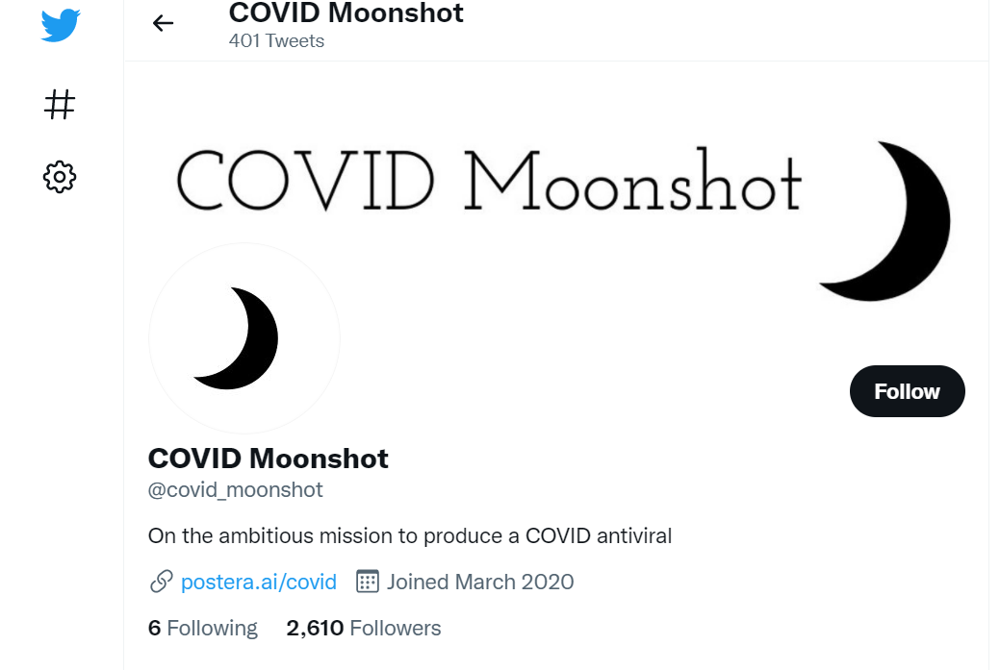 COVID Moonshot
401 Tweets
COVID Moonshot
Follow
COVID Moonshot
@covid_moonshot
On the ambitious mission to produce a COVID antiviral
postera.ai/covid Joined March 2020
6 Following 2,610 Followers